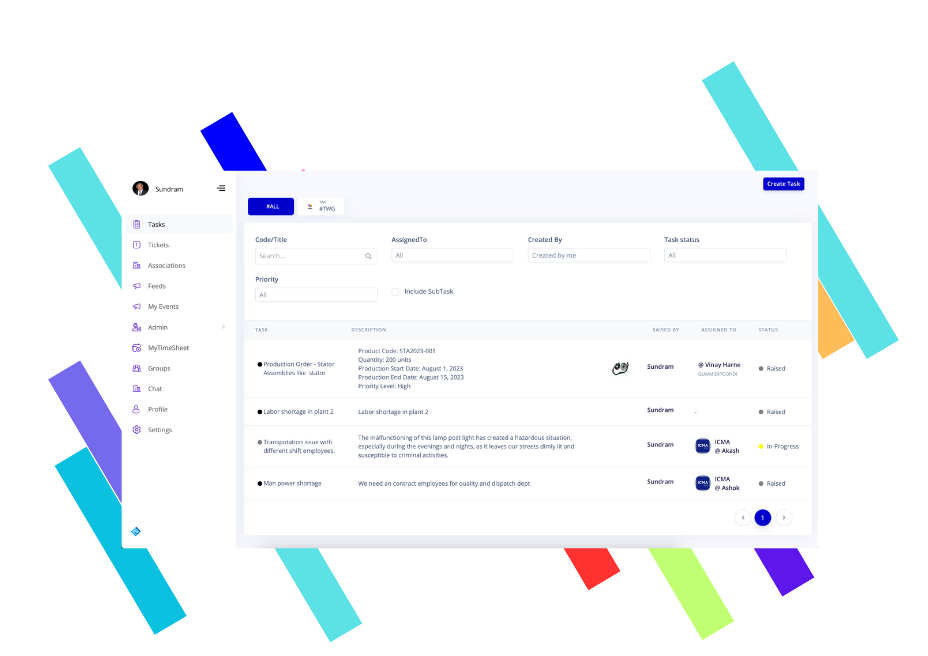 Sundram
Create Task
#ALL
TWG
#TWG
Tasks
Tickets
Associations
Feeds
My Events
Admin
MyTimeSheet
Groups
Chat
Profile
Settings
Code/Title
AssignedTo
Created By
Task status
Search...
All
Created by me
All
Priority
All
Include SubTask
TASK
DESCRIPTION
RAISED BY
ASSIGNED TO
STATUS
Production Order - Stator
Assemblies like stator
Product Code: STA2023-001
Quantity: 200 units
Production Start Date: August 1, 2023
Production End Date: August 15, 2023
Priority Level: High
Sundram
@ Vinay Harne
Raised
Labor shortage in plant 2
Labor shortage in plant 2
Sundram
-
Raised
Transpotation issue with
different shift employees.
The malfunctioning of this lamp post light has created a hazardous situation,
especially during the evenings and nights, as it leaves our streets dimly lit and
susceptible to criminal activities.
Sundram
ICMA
ICMA
@ Akash
In-Progress
Man power shortage
We need an contract employees for quality and dispatch dept
Sundram
ICMA
ICMA
@ Ashok
Raised
1